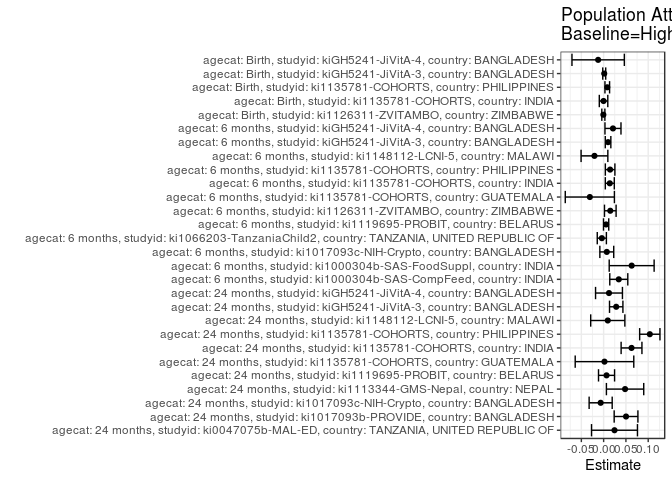 Population Att
Baseline=High
agecat: Birth, studyid: kiGH5241-JiVitA-4, country: BANGLADESH
agecat: Birth, studyid: kiGH5241-JiVitA-3, country: BANGLADESH
agecat: Birth, studyid: ki1135781-COHORTS, country: PHILIPPINES
agecat: Birth, studyid: ki1135781-COHORTS, country: INDIA
agecat: Birth, studyid: ki1126311-ZVITAMBO, country: ZIMBABWE
agecat: 6 months, studyid: kiGH5241-JiVitA-4, country: BANGLADESH
agecat: 6 months, studyid: kiGH5241-JiVitA-3, country: BANGLADESH
agecat: 6 months, studyid: ki1148112-LCNI-5, country: MALAWI
agecat: 6 months, studyid: ki1135781-COHORTS, country: PHILIPPINES
agecat: 6 months, studyid: ki1135781-COHORTS, country: INDIA
agecat: 6 months, studyid: ki1135781-COHORTS, country: GUATEMALA
agecat: 6 months, studyid: ki1126311-ZVITAMBO, country: ZIMBABWE
agecat: 6 months, studyid: ki1119695-PROBIT, country: BELARUS
agecat: 6 months, studyid: ki1066203-TanzaniaChild2, country: TANZANIA, UNITED REPUBLIC OF
agecat: 6 months, studyid: ki1017093c-NIH-Crypto, country: BANGLADESH
agecat: 6 months, studyid: ki1000304b-SAS-FoodSuppl, country: INDIA
agecat: 6 months, studyid: ki1000304b-SAS-CompFeed, country: INDIA
agecat: 24 months, studyid: kiGH5241-JiVitA-4, country: BANGLADESH
agecat: 24 months, studyid: kiGH5241-JiVitA-3, country: BANGLADESH
agecat: 24 months, studyid: ki1148112-LCNI-5, country: MALAWI
agecat: 24 months, studyid: ki1135781-COHORTS, country: PHILIPPINES
agecat: 24 months, studyid: ki1135781-COHORTS, country: INDIA
agecat: 24 months, studyid: ki1135781-COHORTS, country: GUATEMALA
agecat: 24 months, studyid: ki1119695-PROBIT, country: BELARUS
agecat: 24 months, studyid: ki1113344-GMS-Nepal, country: NEPAL
agecat: 24 months, studyid: ki1017093c-NIH-Crypto, country: BANGLADESH
agecat: 24 months, studyid: ki1017093b-PROVIDE, country: BANGLADESH
agecat: 24 months, studyid: ki0047075b-MAL-ED, country: TANZANIA, UNITED REPUBLIC OF
-0.05 0.00 0.05 0.10
Estimate